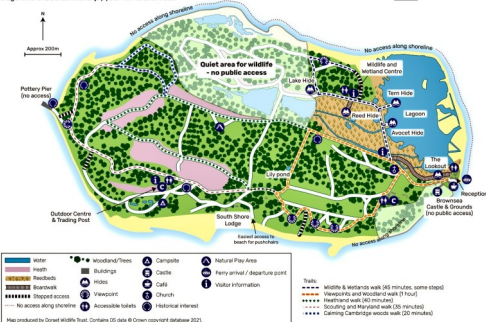 No access along shoreline
N
Approx 200m
Quiet area for wildlife
- no public access
No access along shoreline
Wildlife and
Wetland Centre
Lake Hide
Tern Hide
Pottery Pier
(no access)
Reed Hide
Lagoon
Avocet Hide
Lily pond
The
Lookout
Reception
Brownsea
Castle & Grounds
(no public access)
Outdoor Centre
& Trading Post
South Shore
Lodge
Easiest access to
beach for pushchairs
No access along shoreline
Water
Heath
Reedbeds
Boardwalk
Stepped access
No access along shoreline
Woodland/Trees
Buildings
Hides
Viewpoint
Accessible toilets
Campsite
Castle
Café
Church
Historical interest
Natural Play Area
Ferry arrival / departure point
Visitor information
Trails:
Wildlife & Wetlands walk (45 minutes, some steps)
Viewpoints and Woodland walk (1 hour)
Heathland walk (40 minutes)
Scouting and Maryland walk (35 minutes)
Calming Cambridge woods walk (20 minutes)
Map produced by Dorset Wildlife Trust. Contains OS data © Crown copyright database 2021.